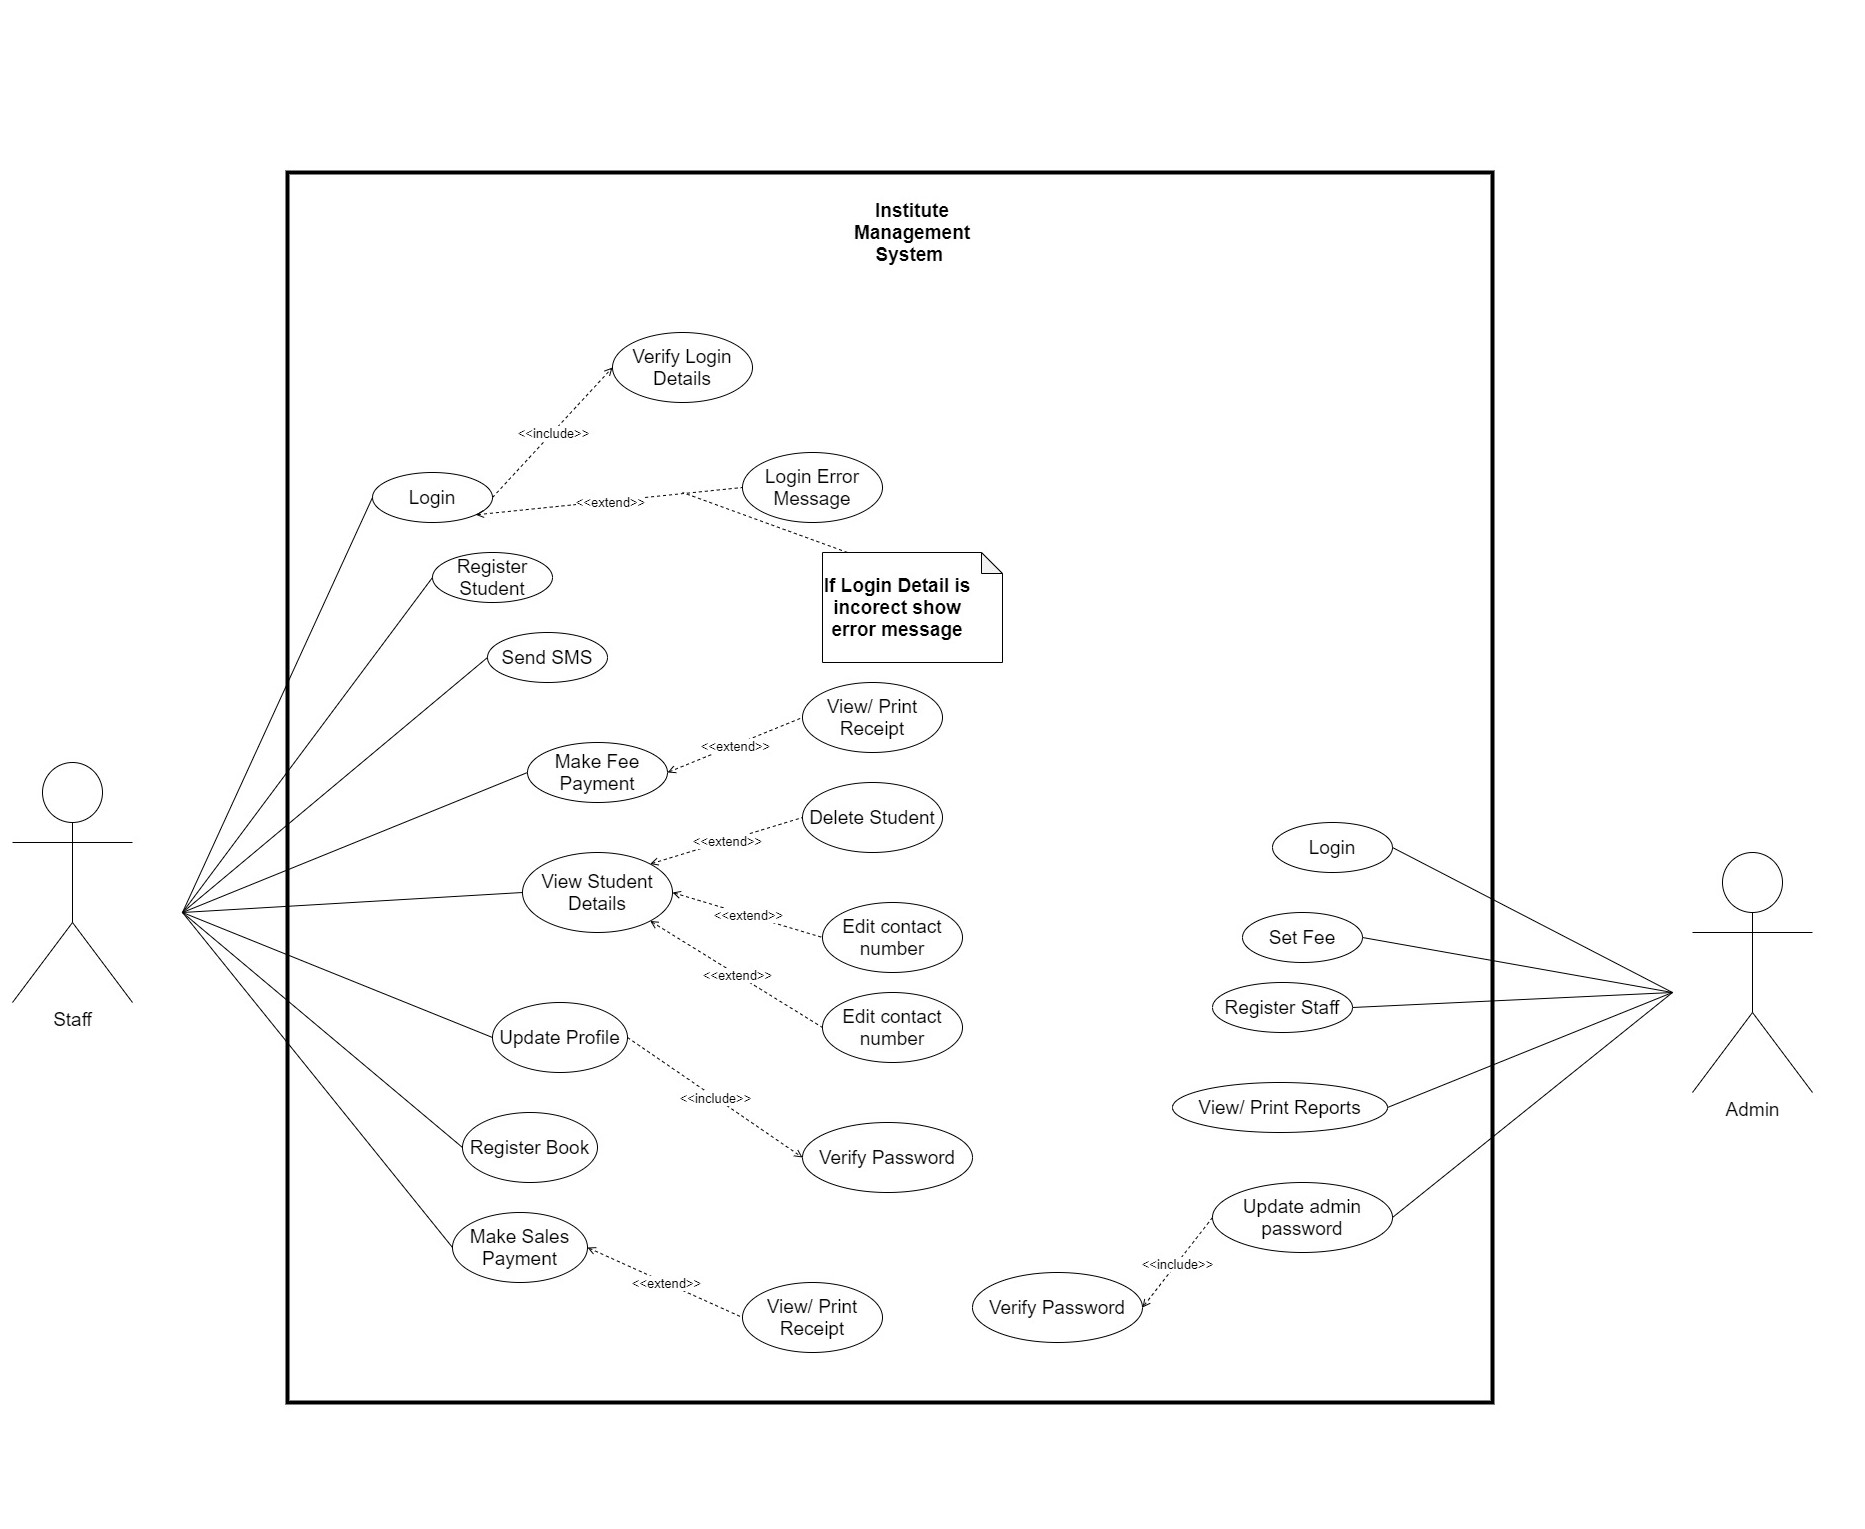 Institute
Management
System
Verify Login
Details
<<include>>
Login
<<extend>>
Login Error
Message
If Login Detail is
incorect show
error message
Register
Student
Send SMS
Make Fee
Payment
<<extend>>
View/ Print
Receipt
View Student
Details
<<extend>>
Delete Student
<<extend>>
Edit contact
number
<<extend>>
Edit contact
number
Staff
Update Profile
<<include>>
Verify Password
Register Book
Make Sales
Payment
<<extend>>
View/ Print
Receipt
Login
Set Fee
Register Staff
View/ Print Reports
Admin
Update admin
password
<<include>>
Verify Password